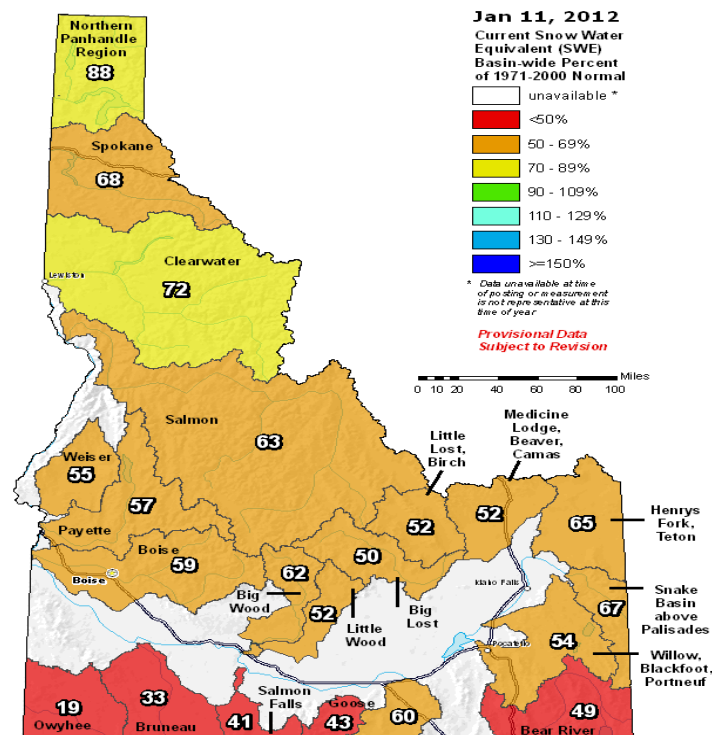 Jan 11, 2012
Current Snow Water
Equivalent (SWE)
Basin-wide Percent
of 1971-2000 Normal
unavailable *
<50%
50 - 69%
70 - 89%
90 - 109%
110 - 129%
130 - 149%
>=150%
* Data unavailable at time
of posting or measurement
is not representative at this
time of year
Provisional Data
Subject to Revision
Miles
0 10 20 40 60 80 100
Northern
Panhandle
Region
88
Spokane
68
Clearwater
72
Lewiston
Salmon
63
Weiser
55
57
Payette
Boise
59
Boise
Little
Lost,
Birch
52
Medicine
Lodge,
Beaver,
Camas
52
65
Henrys
Fork,
Teton
50
62
Big
Wood
52
Little
Wood
Big
Lost
Idaho Falls
67
Snake
Basin
above
Palisades
Pocatello
54
Willow,
Blackfoot,
Portneuf
19
Owyhee
33
Bruneau
41
Salmon
Falls
Goose
43
60
49
Bear River